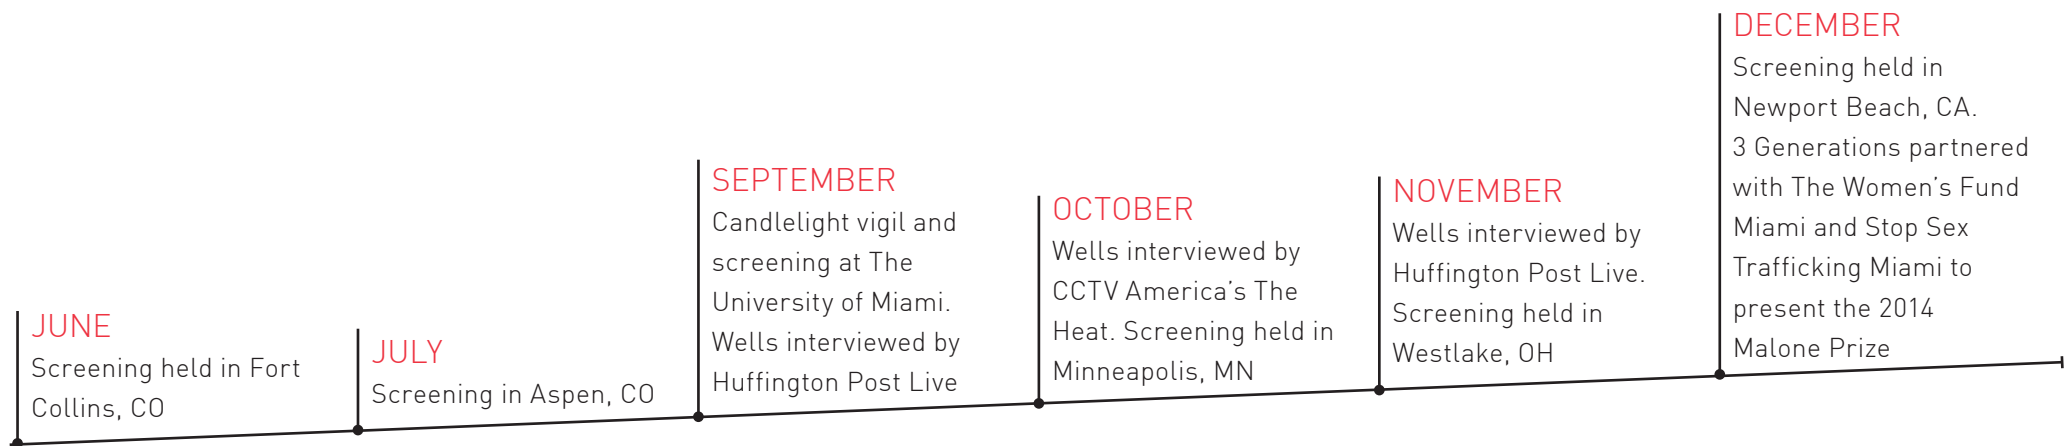 JUNE
Screening held in Fort
Collins, CO
JULY
Screening in Aspen, CO
SEPTEMBER
Candlelight vigil and
screening at The
University of Miami.
Wells interviewed by
Huffington Post Live
OCTOBER
Wells interviewed by
CCTV America’s The
Heat. Screening held in
Minneapolis, MN
NOVEMBER
Wells interviewed by
Huffington Post Live.
Screening held in
Westlake, OH
DECEMBER
Screening held in
Newport Beach, CA.
3 Generations partnered
with The Women’s Fund
Miami and Stop Sex
Trafficking Miami to
present the 2014
Malone Prize